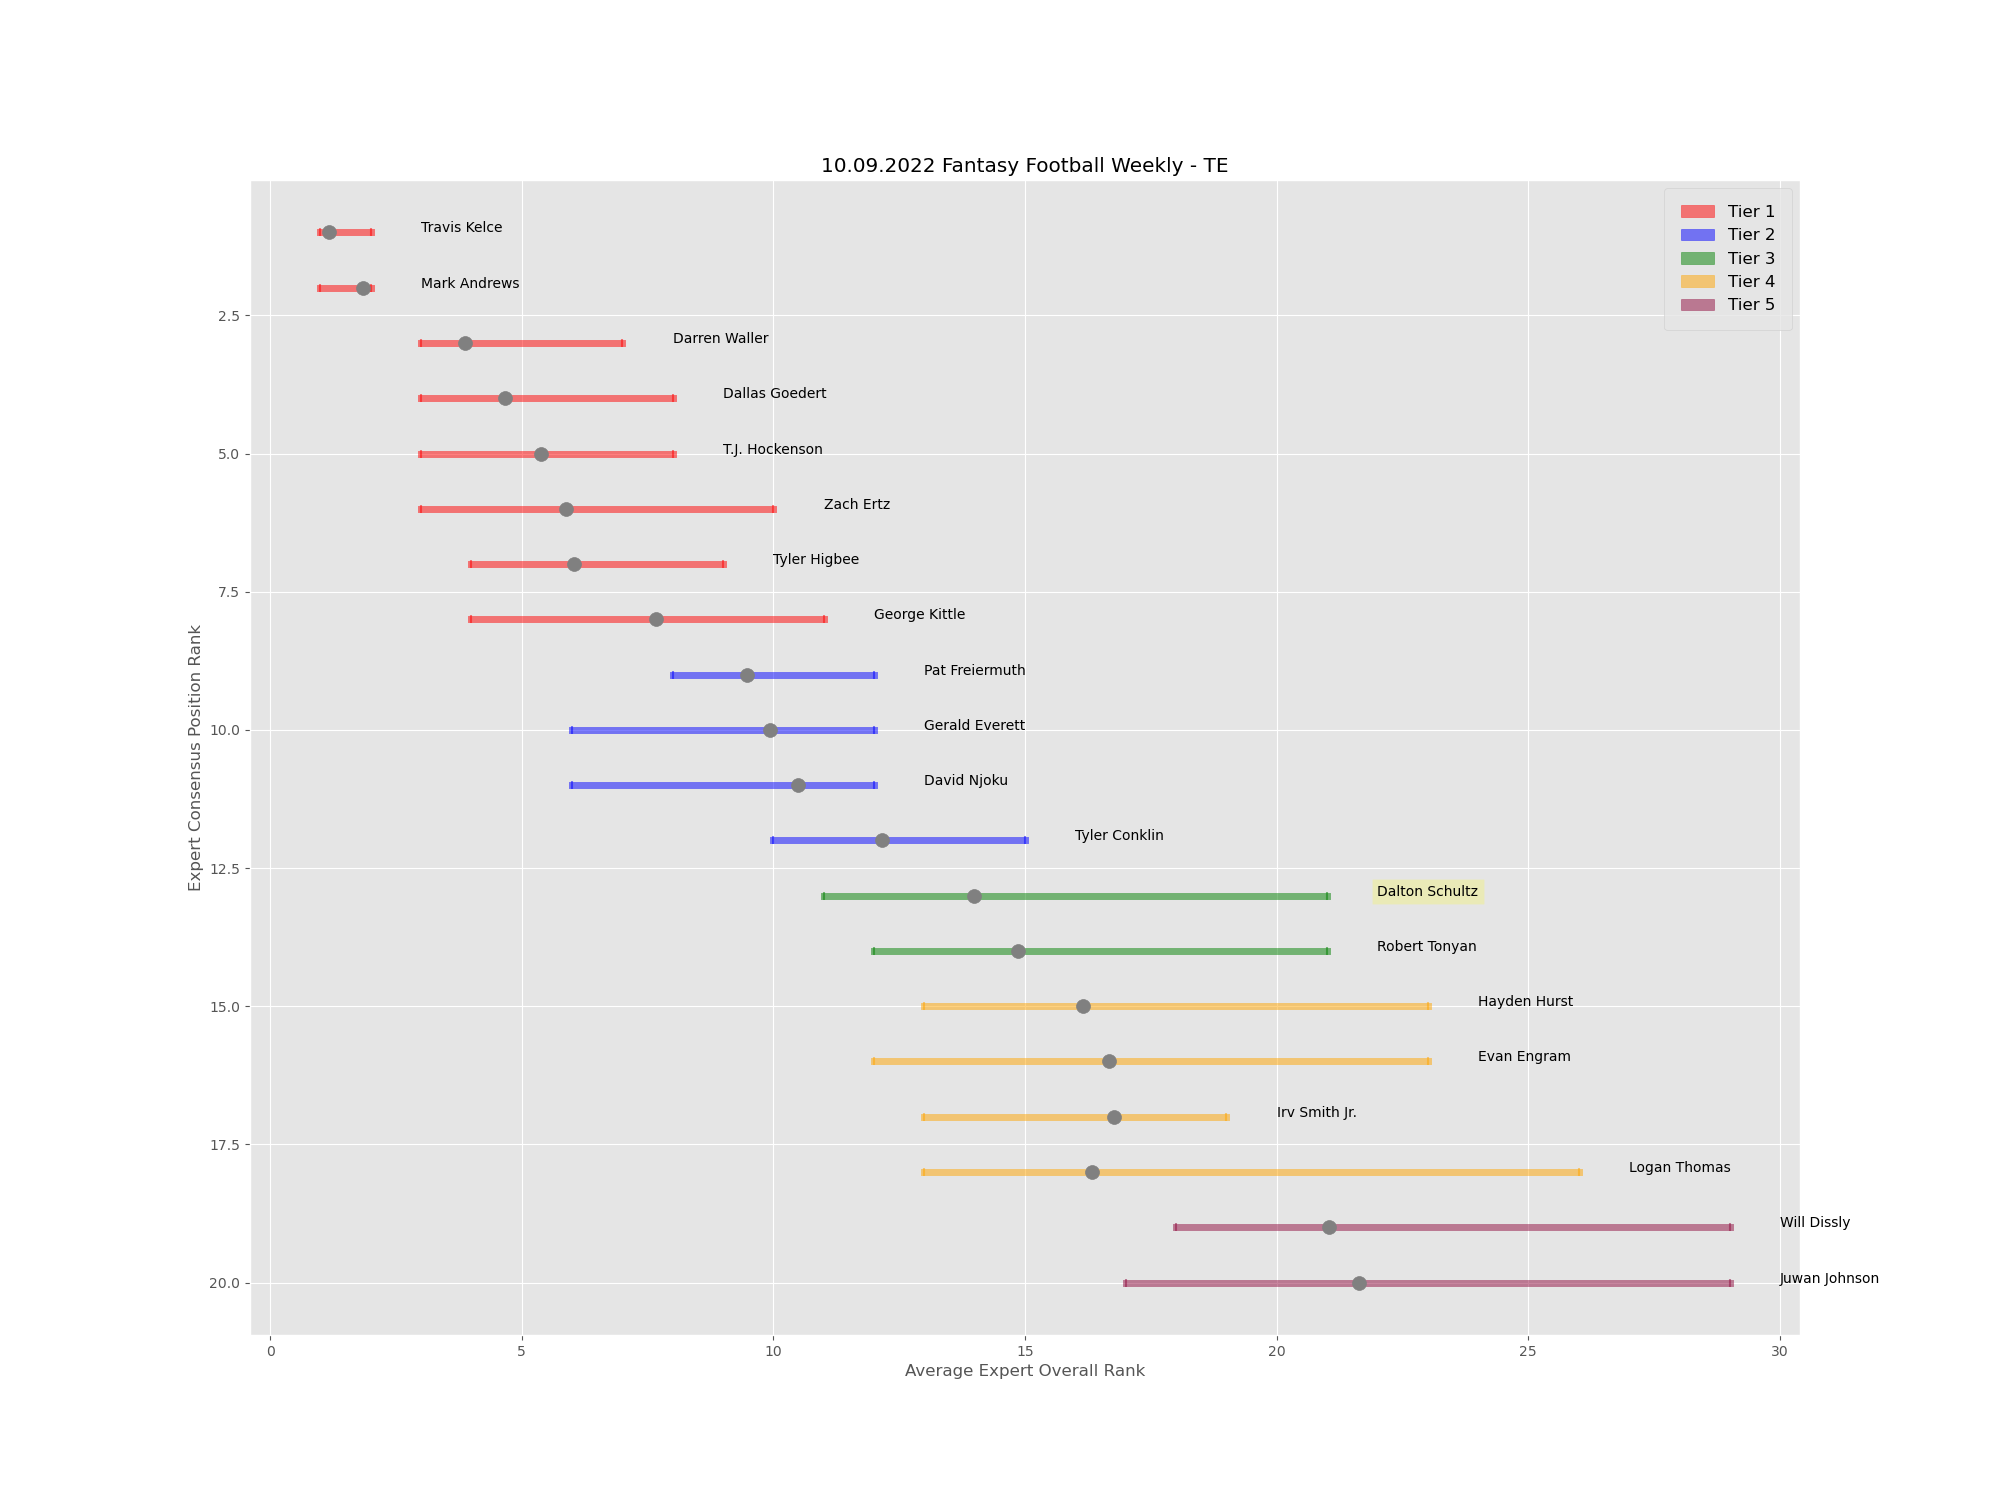 10.09.2022 Fantasy Football Weekly - TE
Tier 1
Tier 2
Tier 3
Tier 4
Tier 5
Travis Kelce
Mark Andrews
2.5
Darren Waller
Dallas Goedert
T.J. Hockenson
5.0
Zach Ertz
Tyler Higbee
7.5
George Kittle
Pat Freiermuth
Gerald Everett
10.0
David Njoku
Tyler Conklin
12.5
Dalton Schultz
Robert Tonyan
Hayden Hurst
15.0
Evan Engram
Irv Smith Jr.
17.5
Logan Thomas
Will Dissly
Juwan Johnson
20.0
Expert Consensus Position Rank
0 5 10 15 20 25 30
Average Expert Overall Rank